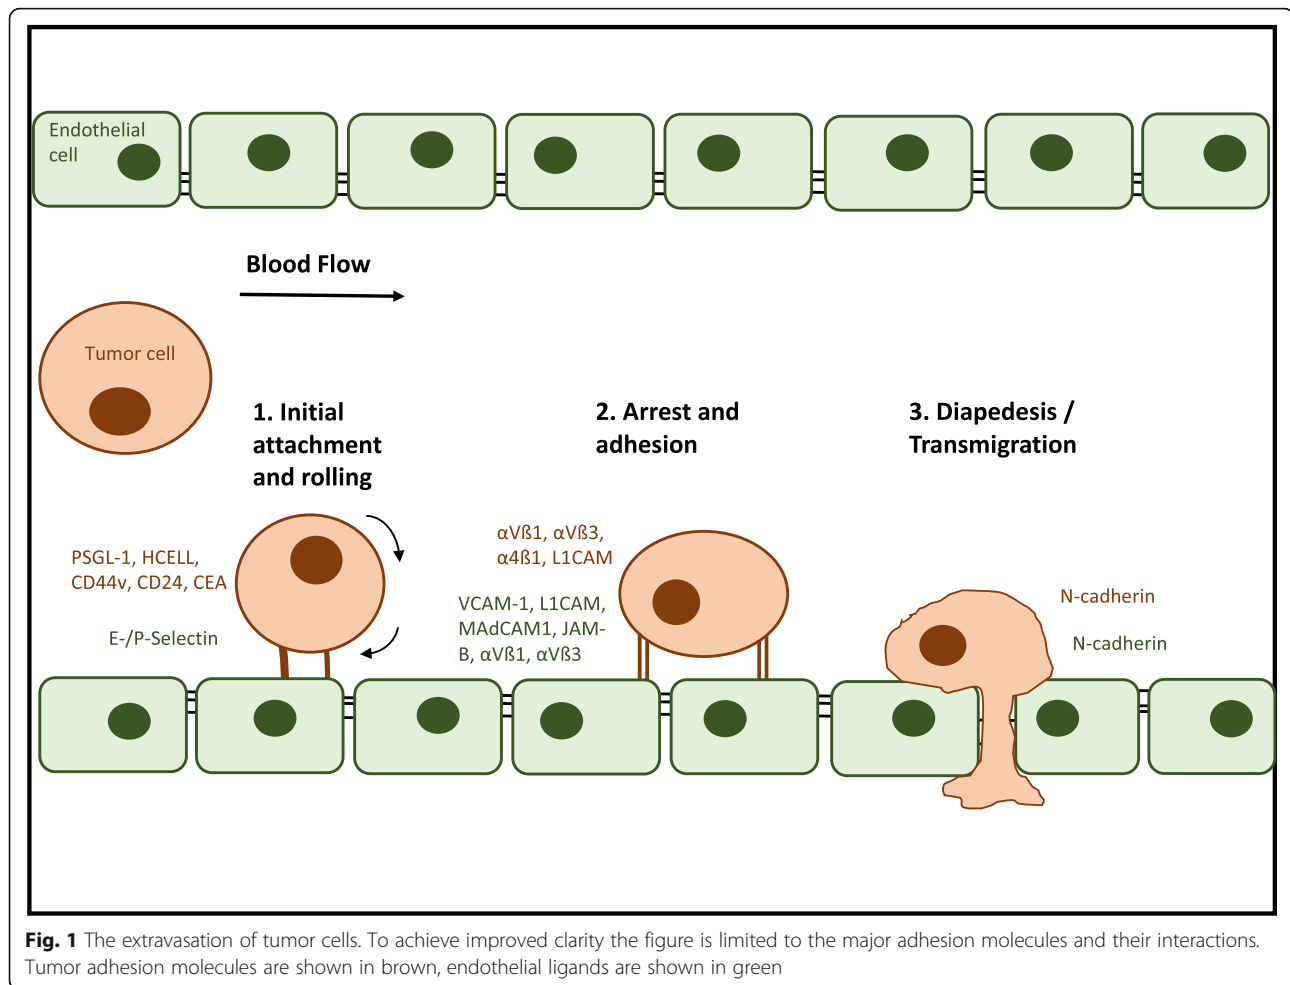 Endothelial
cell
Blood Flow
Tumor cell
1. Initial
attachment
and rolling
2. Arrest and
adhesion
3. Diapedesis /
Transmigration
PSGL-1, HCELL,
CD44v, CD24, CEA
E-/P-Selectin
αVß1, αVß3,
α4ß1, L1CAM
VCAM-1, L1CAM,
MAdCAM1, JAM-
B, αVß1, αVß3
N-cadherin
N-cadherin
Fig. 1 The extravasation of tumor cells. To achieve improved clarity the figure is limited to the major adhesion molecules and their interactions.
Tumor adhesion molecules are shown in brown, endothelial ligands are shown in green